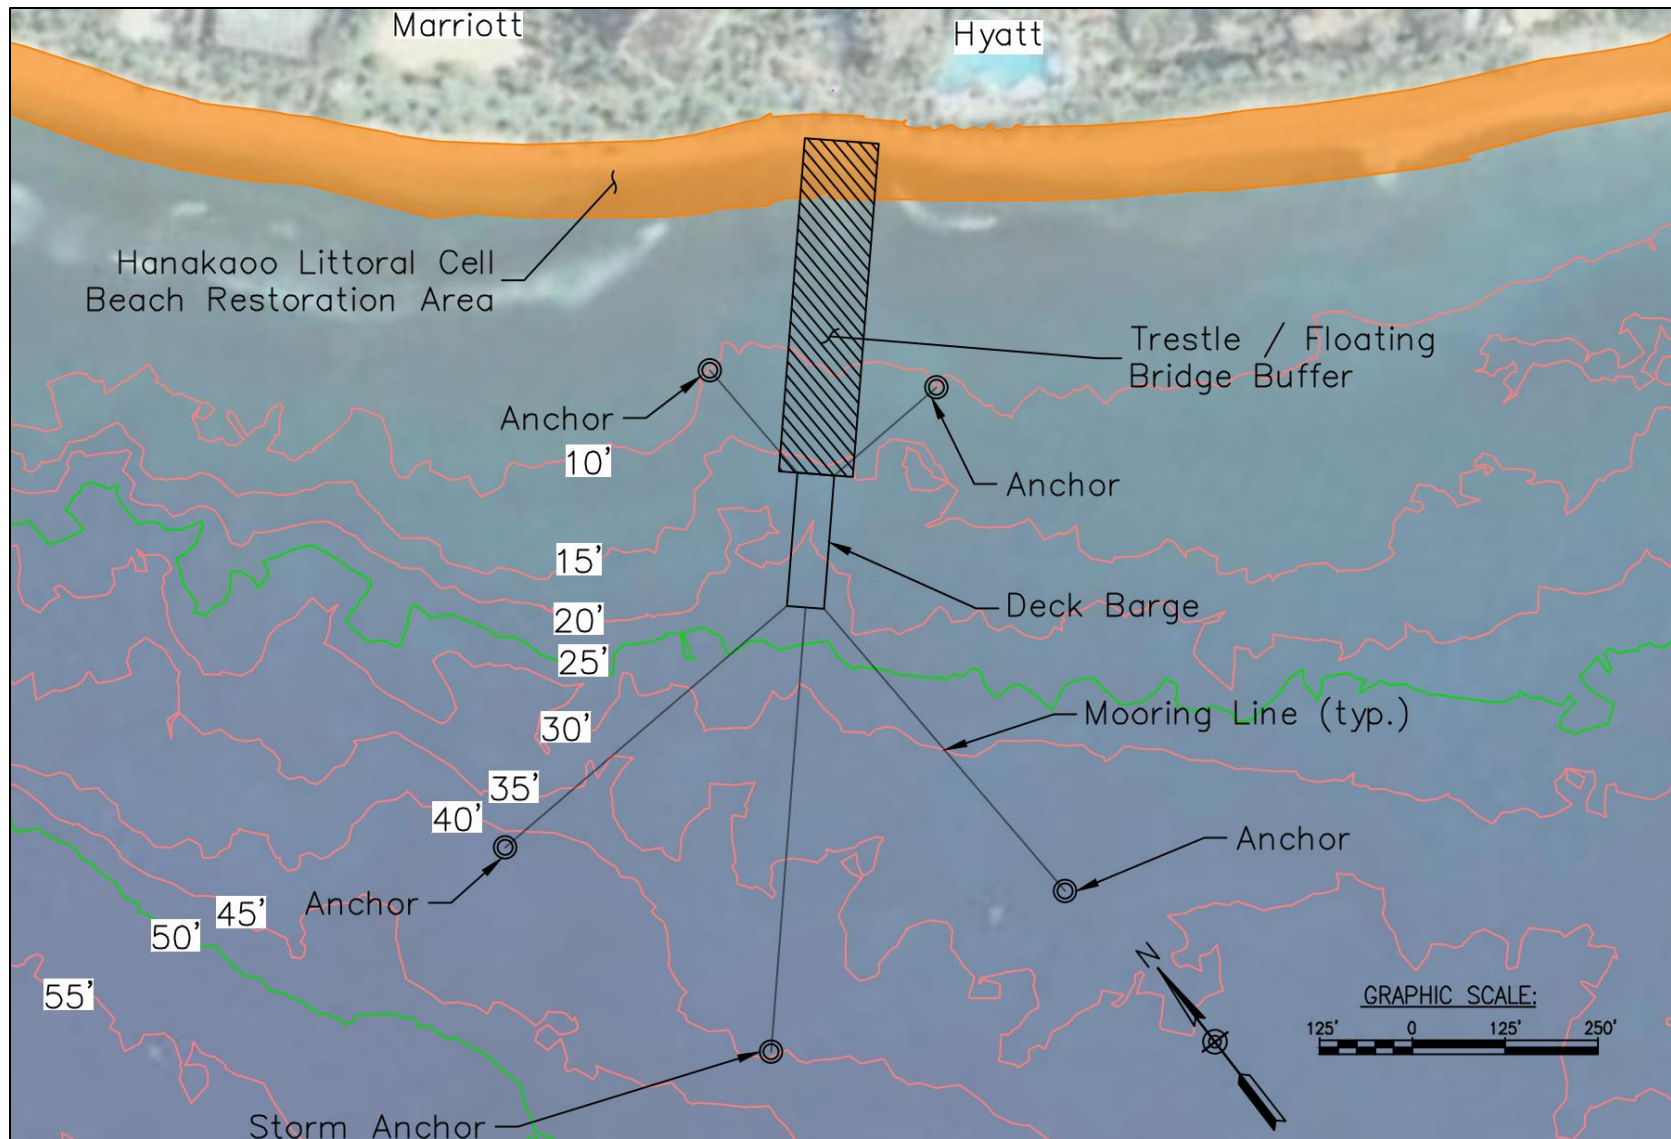 Marriott
Hyatt
Hanakaoo Littoral Cell
Beach Restoration Area
Trestle / Floating
Bridge Buffer
Anchor
10'
Anchor
15'
Deck Barge
20'
25'
Mooring Line (typ.)
30'
35'
40'
Anchor
Anchor
45'
50'
N
55'
GRAPHIC SCALE:
125' 0 125' 250'
Storm Anchor